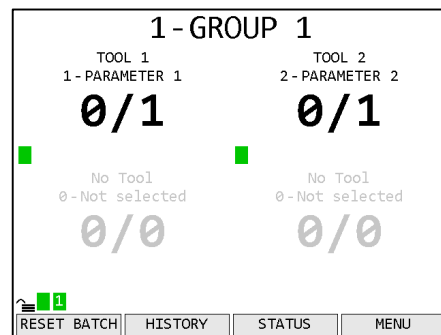 1-GROUP 1
TOOL 1
1-PARAMETER 1
0/1
TOOL 2
2-PARAMETER 2
0/1
No Tool
0-Not selected
0/0
No Tool
0-Not selected
0/0
1
RESET BATCH HISTORY STATUS MENU